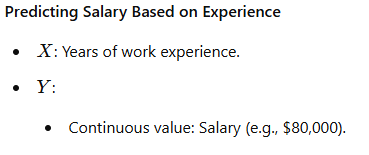 Predicting Salary Based on Experience
• X: Years of work experience.
• Y:
• Continuous value: Salary (e.g., $80,000).